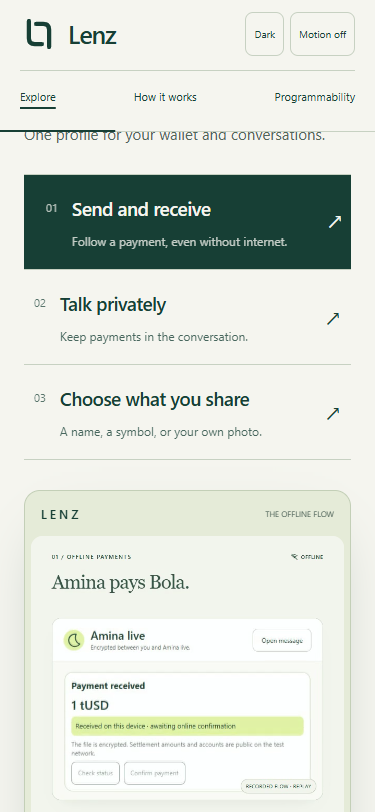 Lenz
Dark
Motion off
Explore
How it works
Programmability
One profile for your wallet and conversations.
01
Send and receive
Follow a payment, even without internet.
↗
02
Talk privately
Keep payments in the conversation.
↗
03
Choose what you share
A name, a symbol, or your own photo.
↗
LENZ
THE OFFLINE FLOW
01 / OFFLINE PAYMENTS
OFFLINE
Amina pays Bola.
Amina live
Encrypted between you and Amina live.
Open message
Payment received
1 tUSD
Received on this device · awaiting online confirmation
The file is encrypted. Settlement amounts and accounts are public on the test
network.
Check status
Confirm payment
RECORDED FLOW · REPLAY